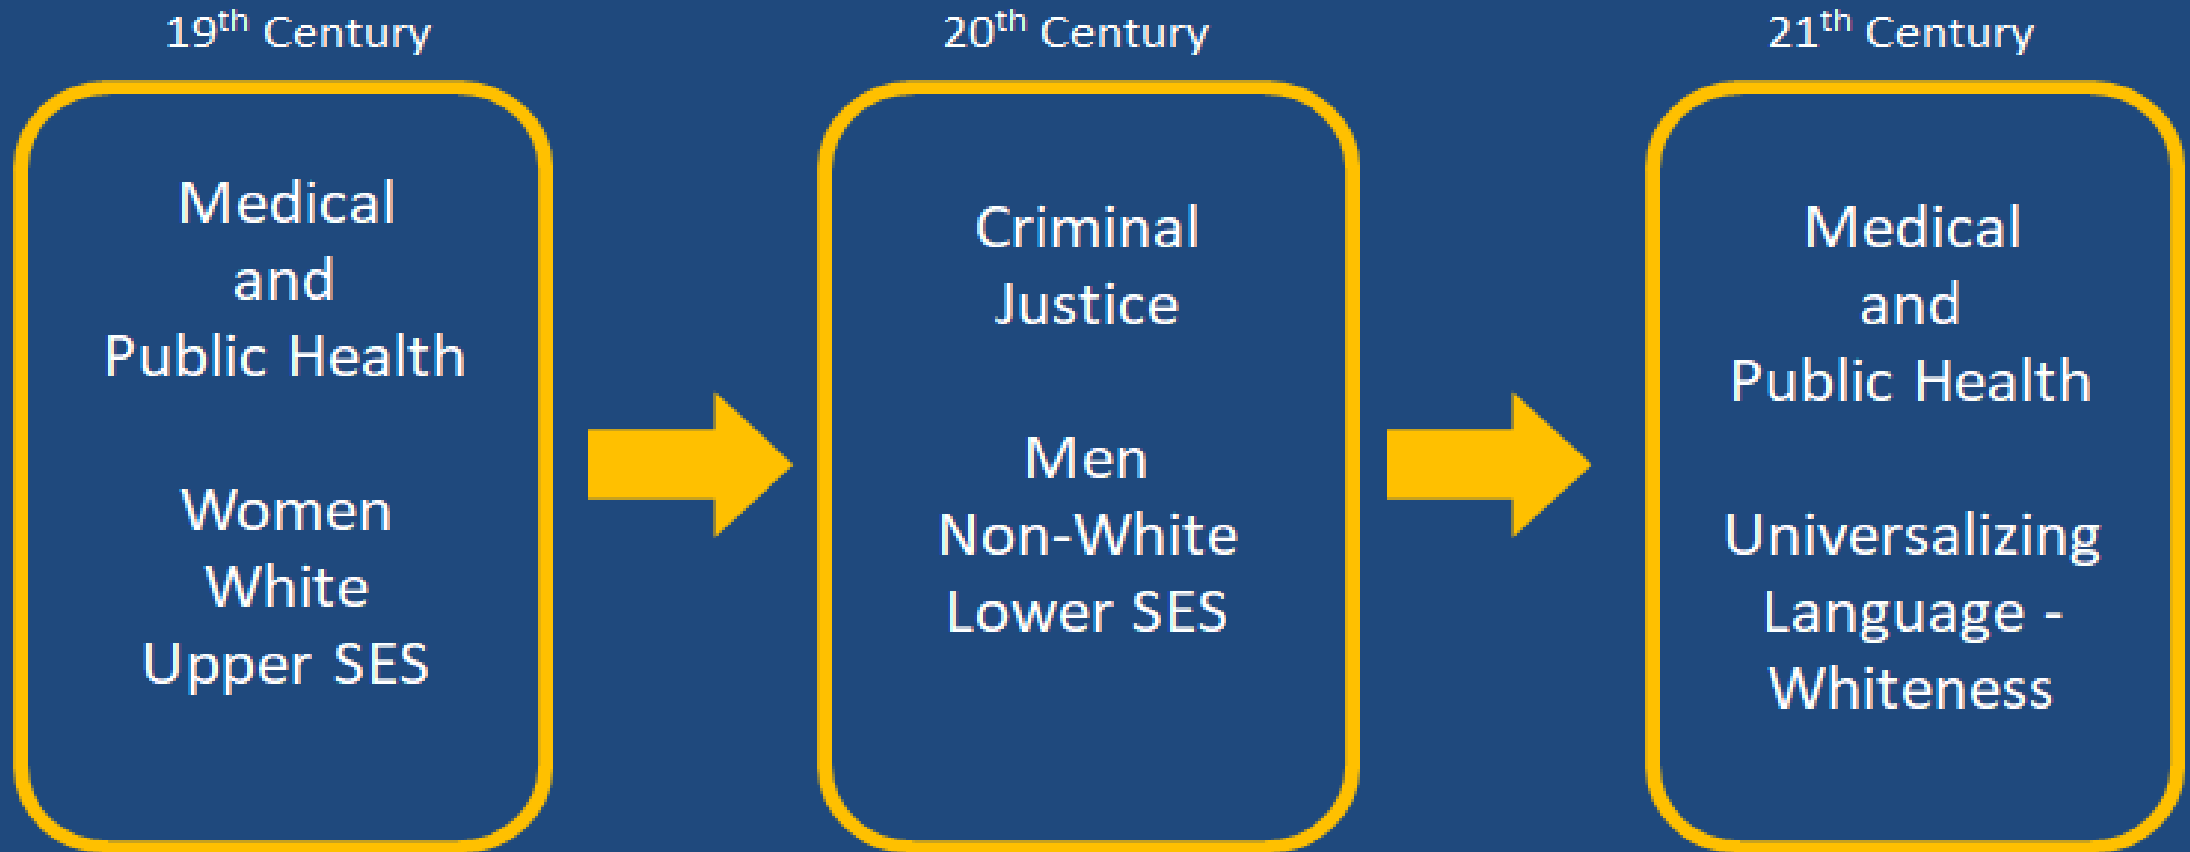 19th Century
Medical
and
Public Health
Women
White
Upper SES
20th Century
Criminal
Justice
Men
Non-White
Lower SES
21th Century
Medical
and
Public Health
Universalizing
Language -
Whiteness